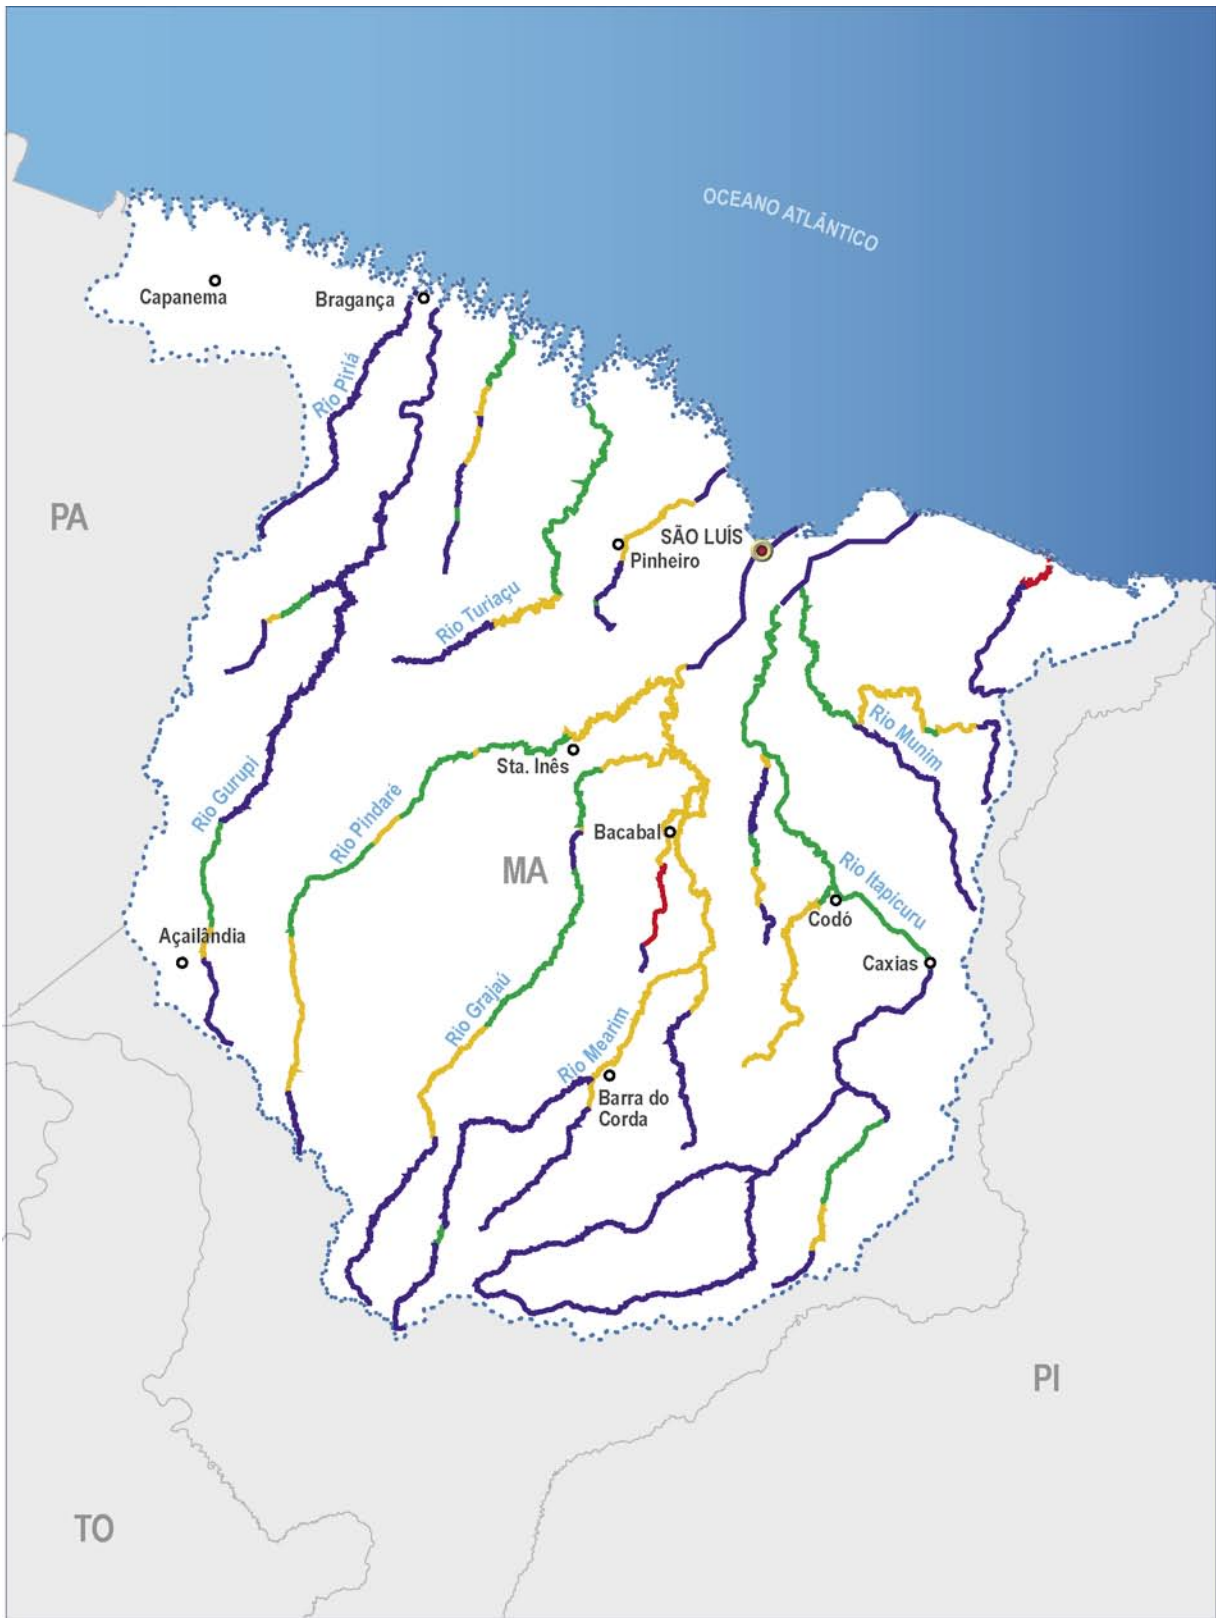 OCEANO ATLÂNTICO
Capanema
Bragança
Rio Piriá
PA
SÃO LUÍS
Pinheiro
Rio Turiaçu
Rio Munim
Sta. Inês
Rio Gurupi
Rio Pindaré
Bacabal
MA
Rio Itapicuru
Codó
Açailândia
Caxias
Rio Grajaú
Rio Mearim
Barra do
Corda
PI
TO